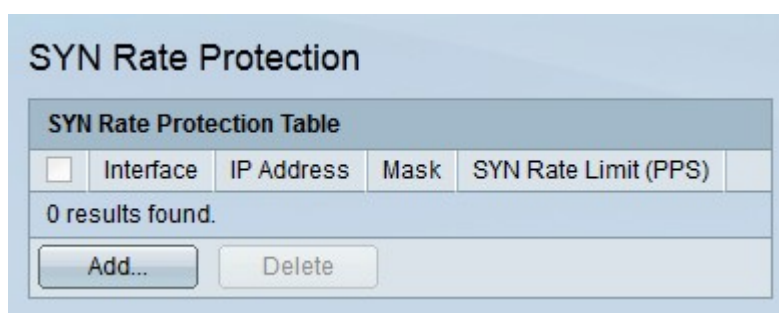 SYN Rate Protection
SYN Rate Protection Table
Interface IP Address Mask SYN Rate Limit (PPS)
0 results found.
Add... Delete